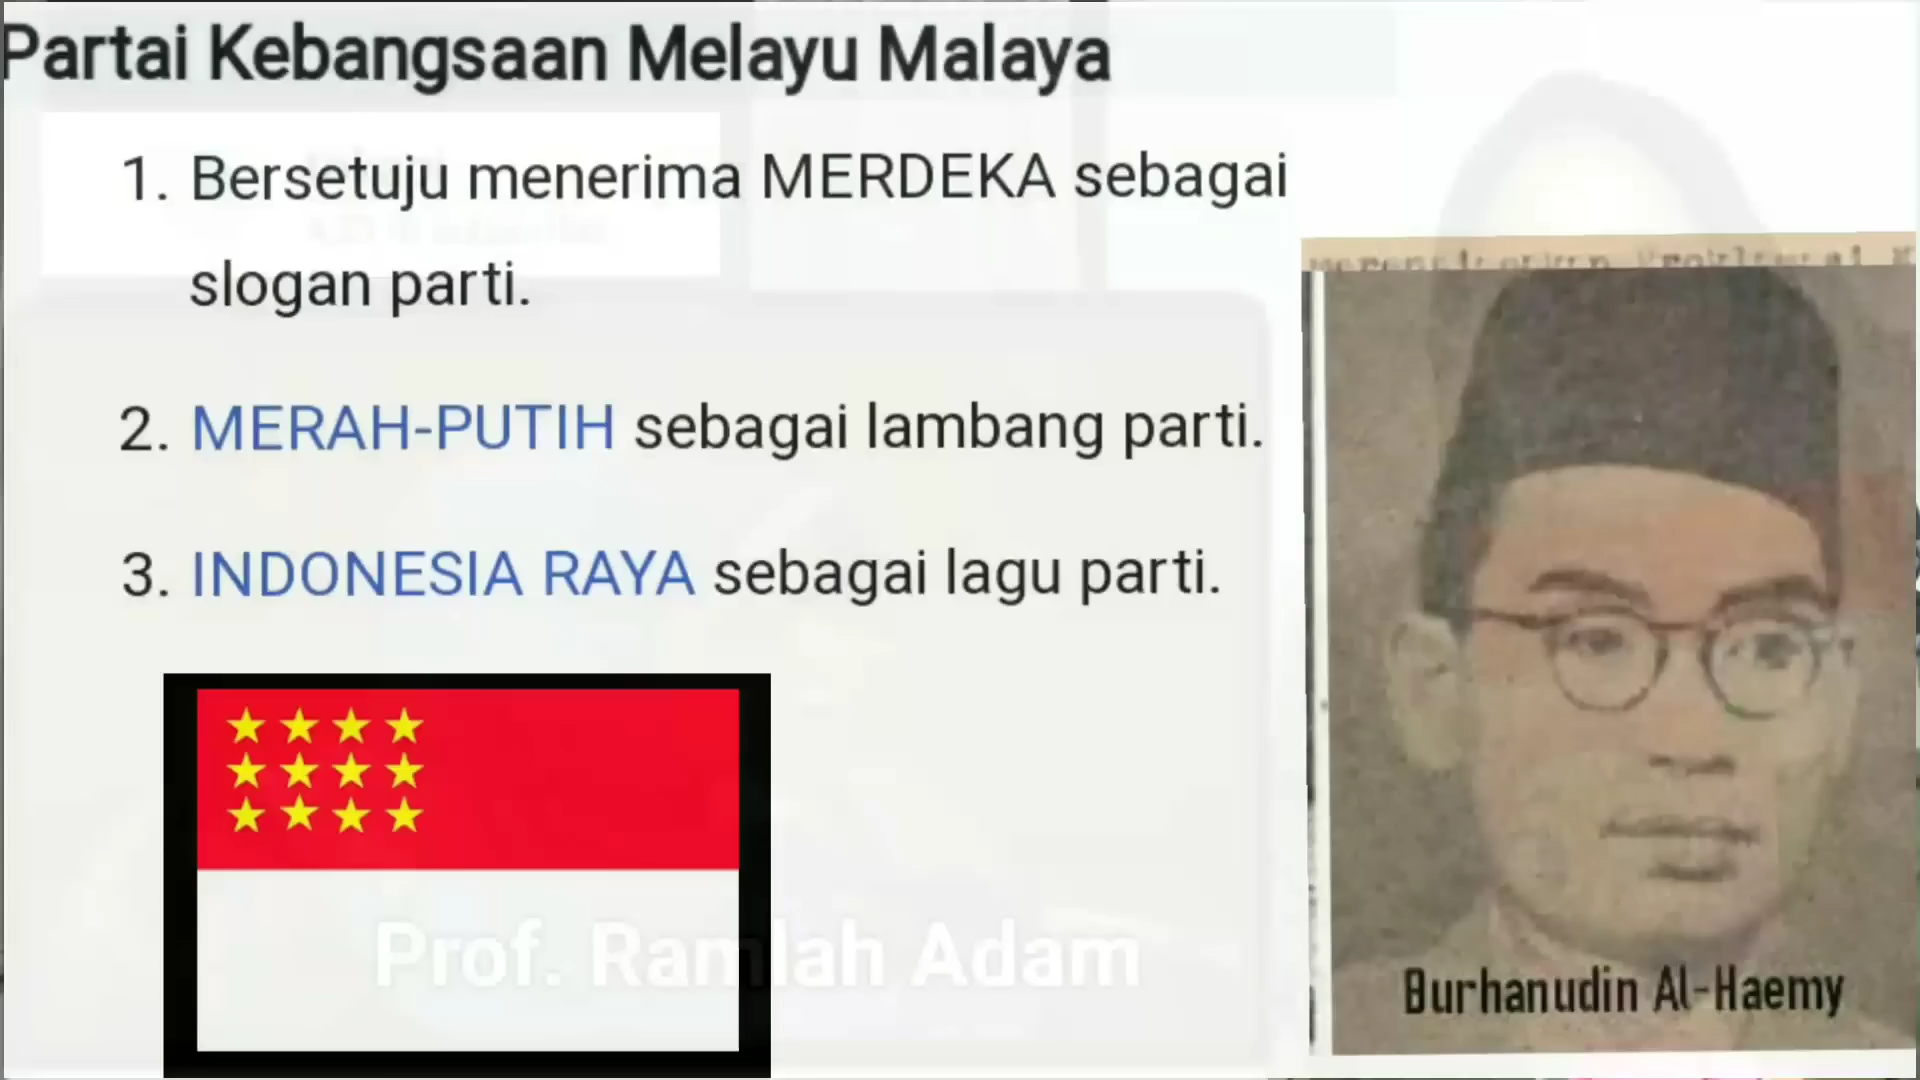 Partai Kebangsaan Melayu Malaya
1. Bersetuju menerima MERDEKA sebagai
slogan parti.
2. MERAH-PUTIH sebagai lambang parti.
3. INDONESIA RAYA sebagai lagu parti.
Prof. Ramlah Adam
Burhanudin Al-Haemy